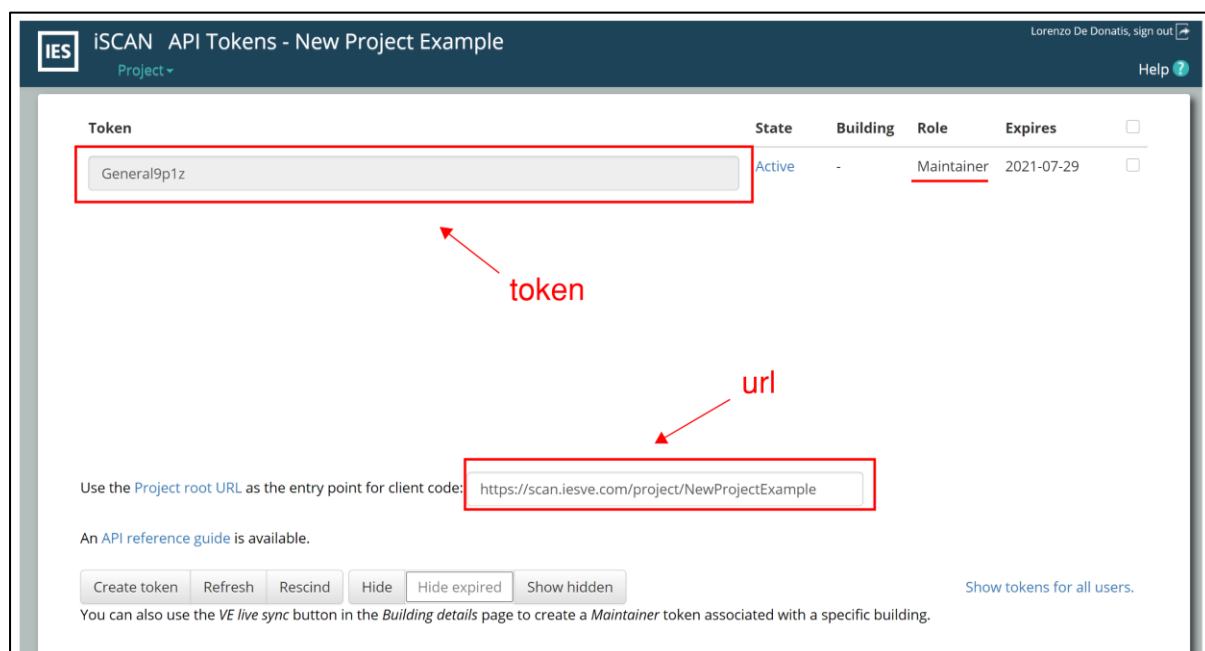 IES
iSCAN API Tokens - New Project Example
Lorenzo De Donatis, sign out
Project
Help ?
Token State Building Role Expires
General9p1z Active - Maintainer 2021-07-29
token
url
Use the Project root URL as the entry point for client code: https://scan.iesve.com/project/NewProjectExample
An API reference guide is available.
Create token Refresh Rescind Hide Hide expired Show hidden Show tokens for all users.
You can also use the VE live sync button in the Building details page to create a Maintainer token associated with a specific building.